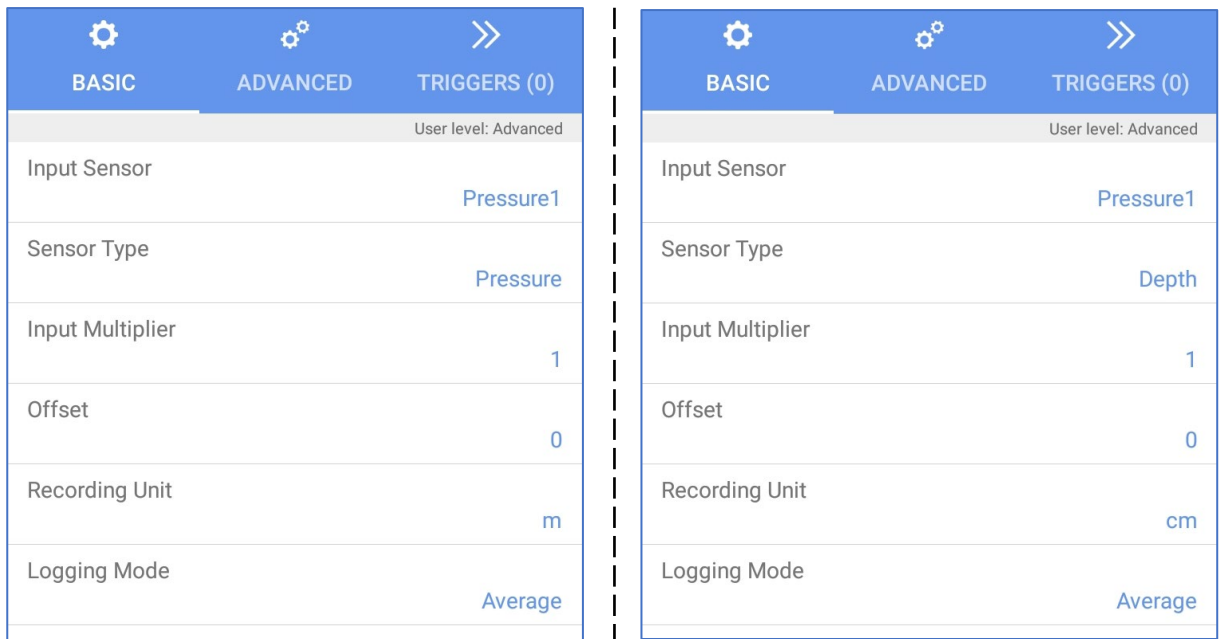 BASIC ADVANCED TRIGGERS (0)
User level: Advanced
Input Sensor
Pressure1
Sensor Type
Pressure
Input Multiplier
1
Offset
0
Recording Unit
m
Logging Mode
Average
BASIC ADVANCED TRIGGERS (0)
User level: Advanced
Input Sensor
Pressure1
Sensor Type
Depth
Input Multiplier
1
Offset
0
Recording Unit
cm
Logging Mode
Average